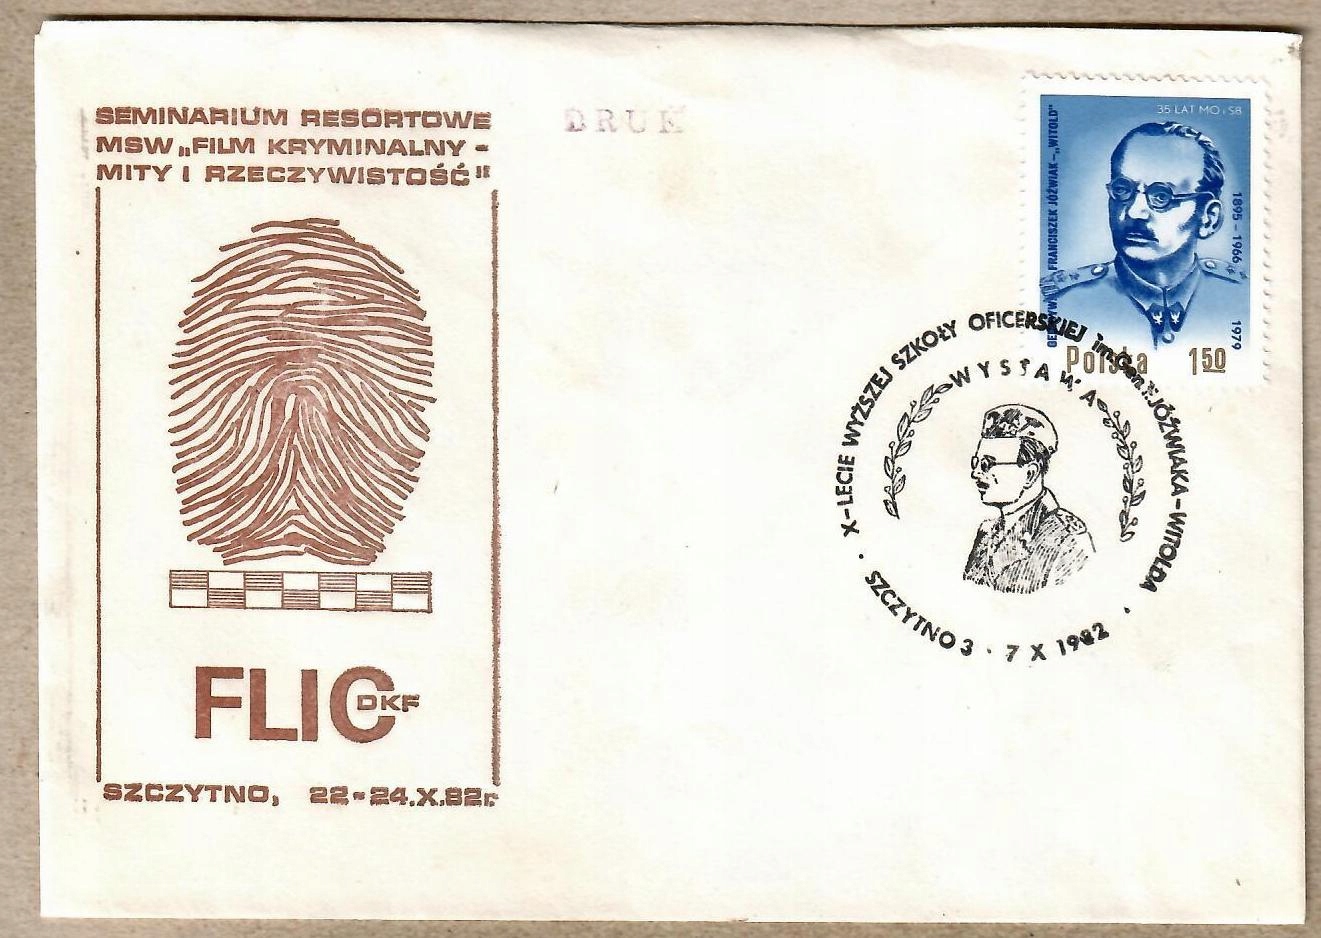 SEMINARIUM RESORTOWE
MSW „FILM KRYMINALNY -
MITY I RZECZYWISTOŚĆ"
FLIC
DKF
SZCZYTNO, 22-24.X.82r.
DRUK
35 LAT MO i SB
FRANCISZEK JÓŹWIAK - „WITOLD"
1895 - 1966
1979
Polska 150
X-LECIE WYŻSZEJ SZKOŁY OFICERSKIEJ im. Gen. F. JÓŹWIAKA-WITOLDA
WYSTAWA
SZCZYTNO 3 · 7 X 1982